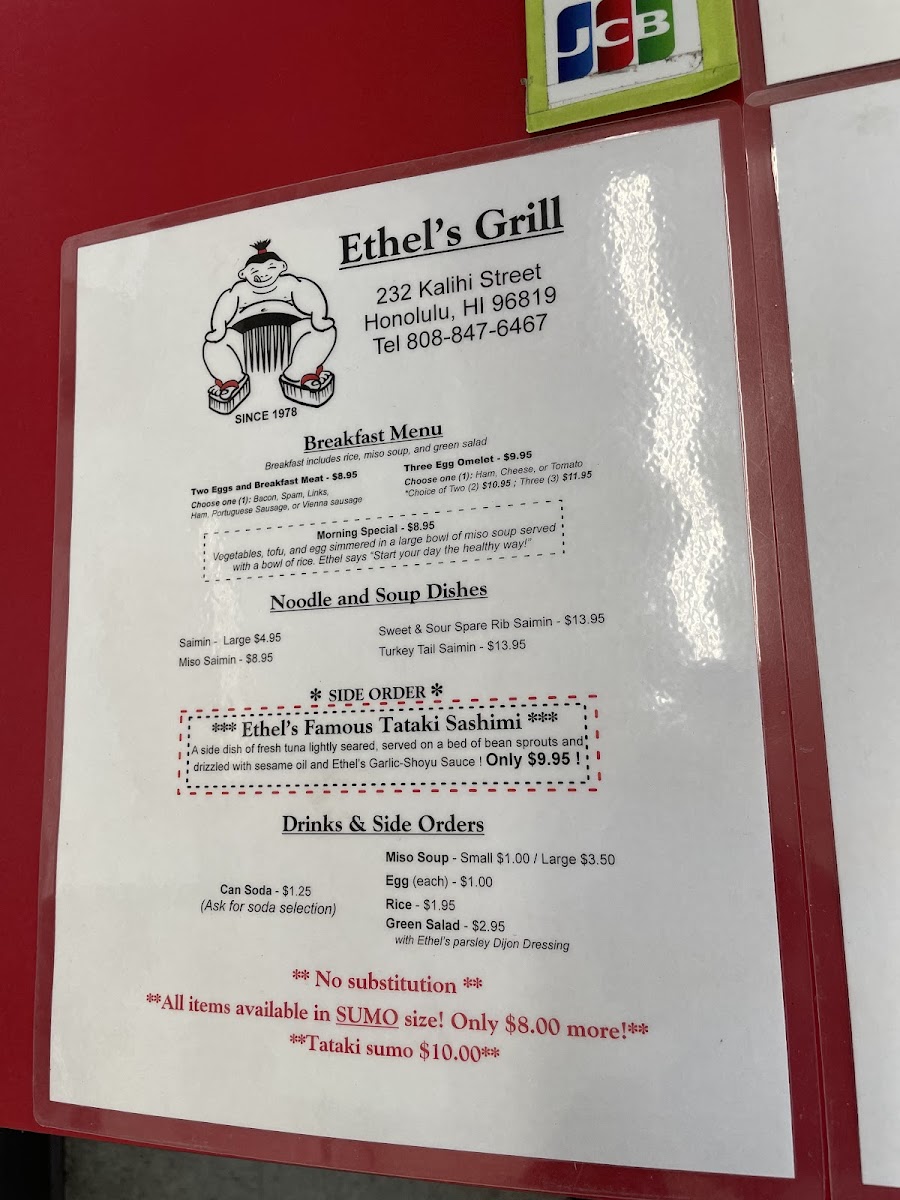 JCB
Ethel's Grill
232 Kalihi Street
Honolulu, HI 96819
Tel 808-847-6467
SINCE 1978
Breakfast Menu
Breakfast includes rice, miso soup, and green salad
Two Eggs and Breakfast Meat - $8.95
Choose one (1): Bacon, Spam, Links,
Ham, Portuguese Sausage, or Vienna sausage
Three Egg Omelet - $9.95
Choose one (1): Ham, Cheese, or Tomato
*Choice of Two (2) $10.95 ; Three (3) $11.95
Morning Special - $8.95
Vegetables, tofu, and egg simmered in a large bowl of miso soup served
with a bowl of rice. Ethel says "Start your day the healthy way!"
Noodle and Soup Dishes
Saimin - Large $4.95
Miso Saimin - $8.95
Sweet & Sour Spare Rib Saimin - $13.95
Turkey Tail Saimin - $13.95
* SIDE ORDER *
*** Ethel's Famous Tataki Sashimi ***
A side dish of fresh tuna lightly seared, served on a bed of bean sprouts and
drizzled with sesame oil and Ethel's Garlic-Shoyu Sauce ! Only $9.95 !
Drinks & Side Orders
Can Soda - $1.25
(Ask for soda selection)
Miso Soup - Small $1.00 / Large $3.50
Egg (each) - $1.00
Rice - $1.95
Green Salad - $2.95
with Ethel's parsley Dijon Dressing
** No substitution **
**All items available in SUMO size! Only $8.00 more!**
**Tataki sumo $10.00**